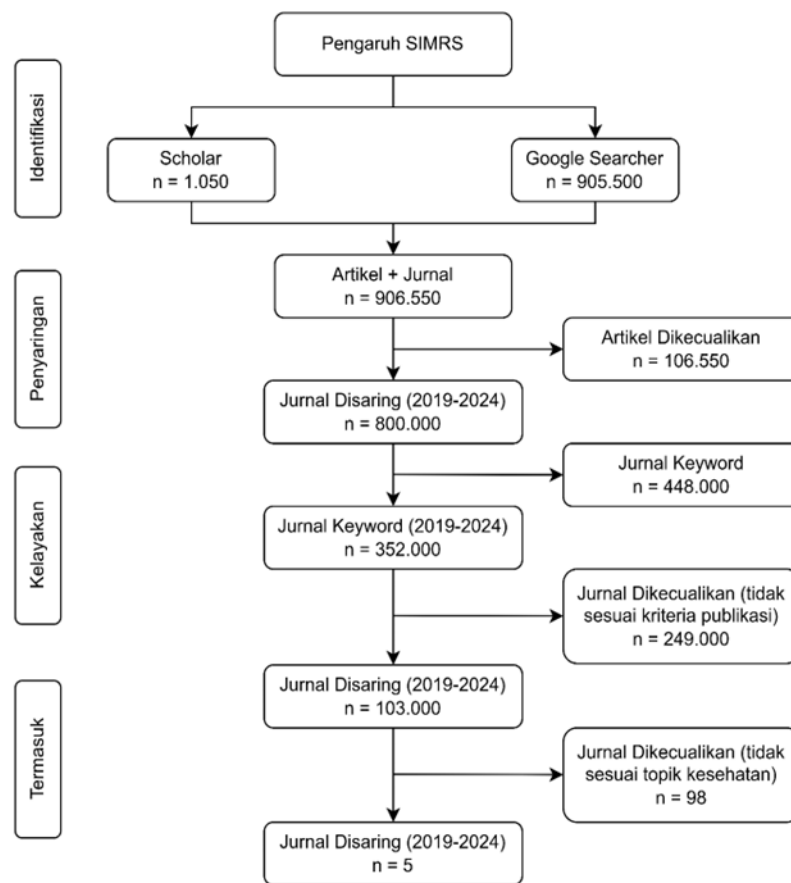 Pengaruh SIMRS
Identifikasi
Scholar
n = 1.050
Google Searcher
n = 905.500
Artikel + Jurnal
n = 906.550
Penyaringan
Artikel Dikecualikan
n = 106.550
Jurnal Disaring (2019-2024)
n = 800.000
Jurnal Keyword
n = 448.000
Kelayakan
Jurnal Keyword (2019-2024)
n = 352.000
Jurnal Dikecualikan (tidak
sesuai kriteria publikasi)
n = 249.000
Jurnal Disaring (2019-2024)
n = 103.000
Termasuk
Jurnal Dikecualikan (tidak
sesuai topik kesehatan)
n = 98
Jurnal Disaring (2019-2024)
n = 5